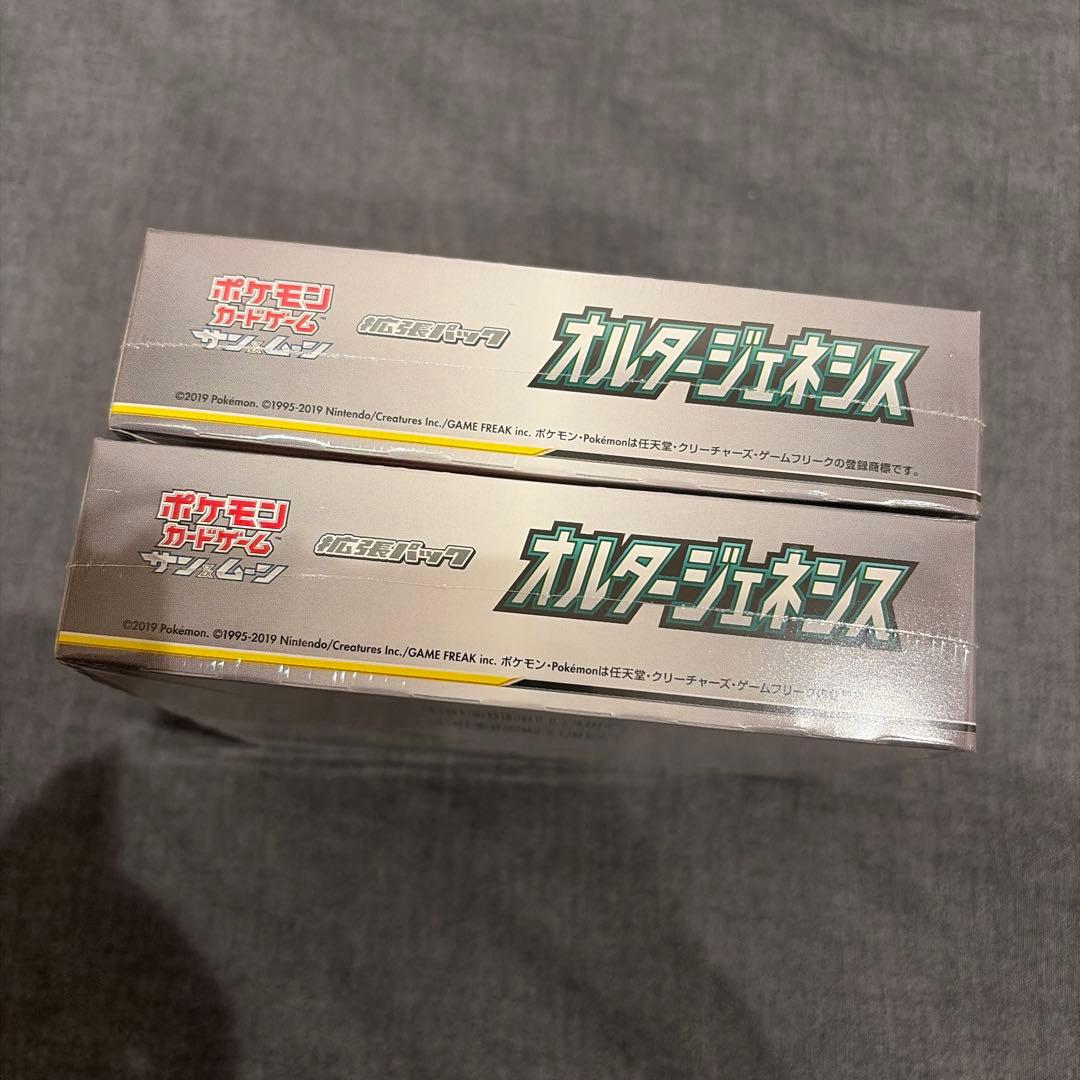 ポケモン
カードゲーム™
サン&ムーン
拡張パック
オルタージェネシス
©2019 Pokémon. ©1995-2019 Nintendo/Creatures Inc./GAME FREAK inc. ポケモン・Pokémonは任天堂・クリーチャーズ・ゲームフリークの登録商標です。
ポケモン
カードゲーム™
サン&ムーン
拡張パック
オルタージェネシス
©2019 Pokémon. ©1995-2019 Nintendo/Creatures Inc./GAME FREAK inc. ポケモン・Pokémonは任天堂・クリーチャーズ・ゲームフリーク